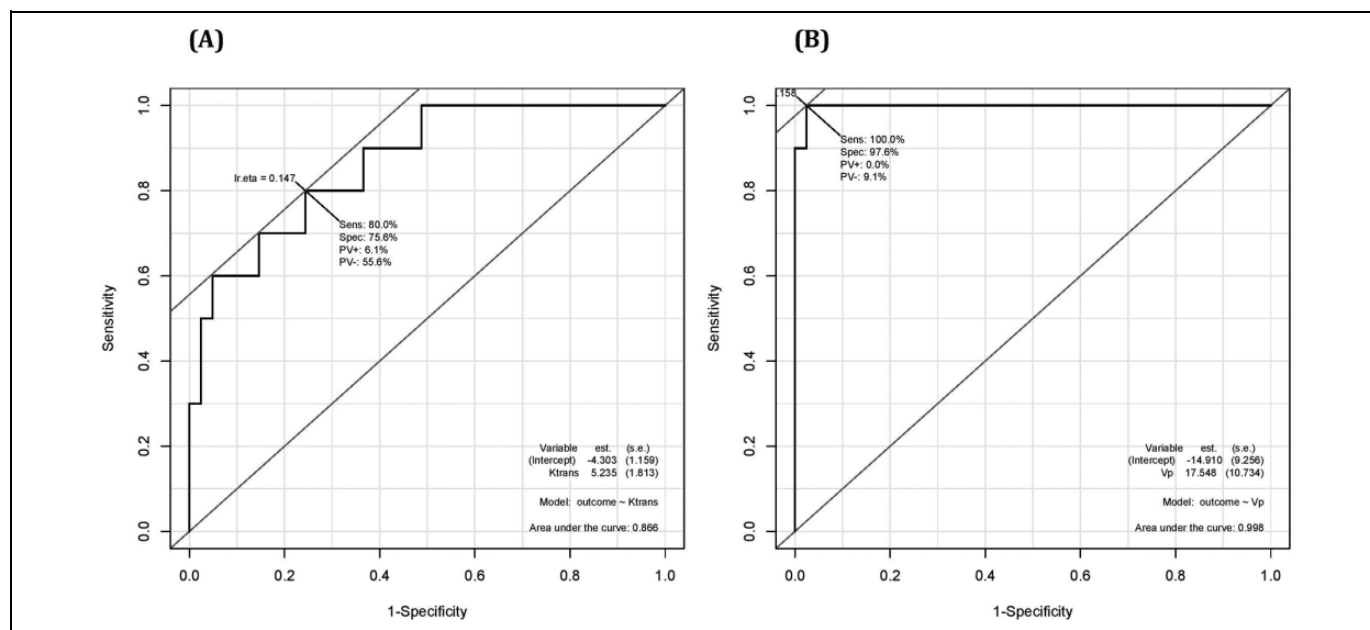 (A)
1.0
0.8
0.6
0.4
0.2
0.0
Sensitivity
lr.eta = 0.147
Sens: 80.0%
Spec: 75.6%
PV+: 6.1%
PV-: 55.6%
Variable est. (s.e.)
(Intercept) -4.303 (1.159)
Ktrans 5.235 (1.813)
Model: outcome ~ Ktrans
Area under the curve: 0.866
0.0 0.2 0.4 0.6 0.8 1.0
1-Specificity
(B)
1.0
0.8
0.6
0.4
0.2
0.0
Sensitivity
.158
Sens: 100.0%
Spec: 97.6%
PV+: 0.0%
PV-: 9.1%
Variable est. (s.e.)
(Intercept) -14.910 (9.256)
Vp 17.548 (10.734)
Model: outcome ~ Vp
Area under the curve: 0.998
0.0 0.2 0.4 0.6 0.8 1.0
1-Specificity